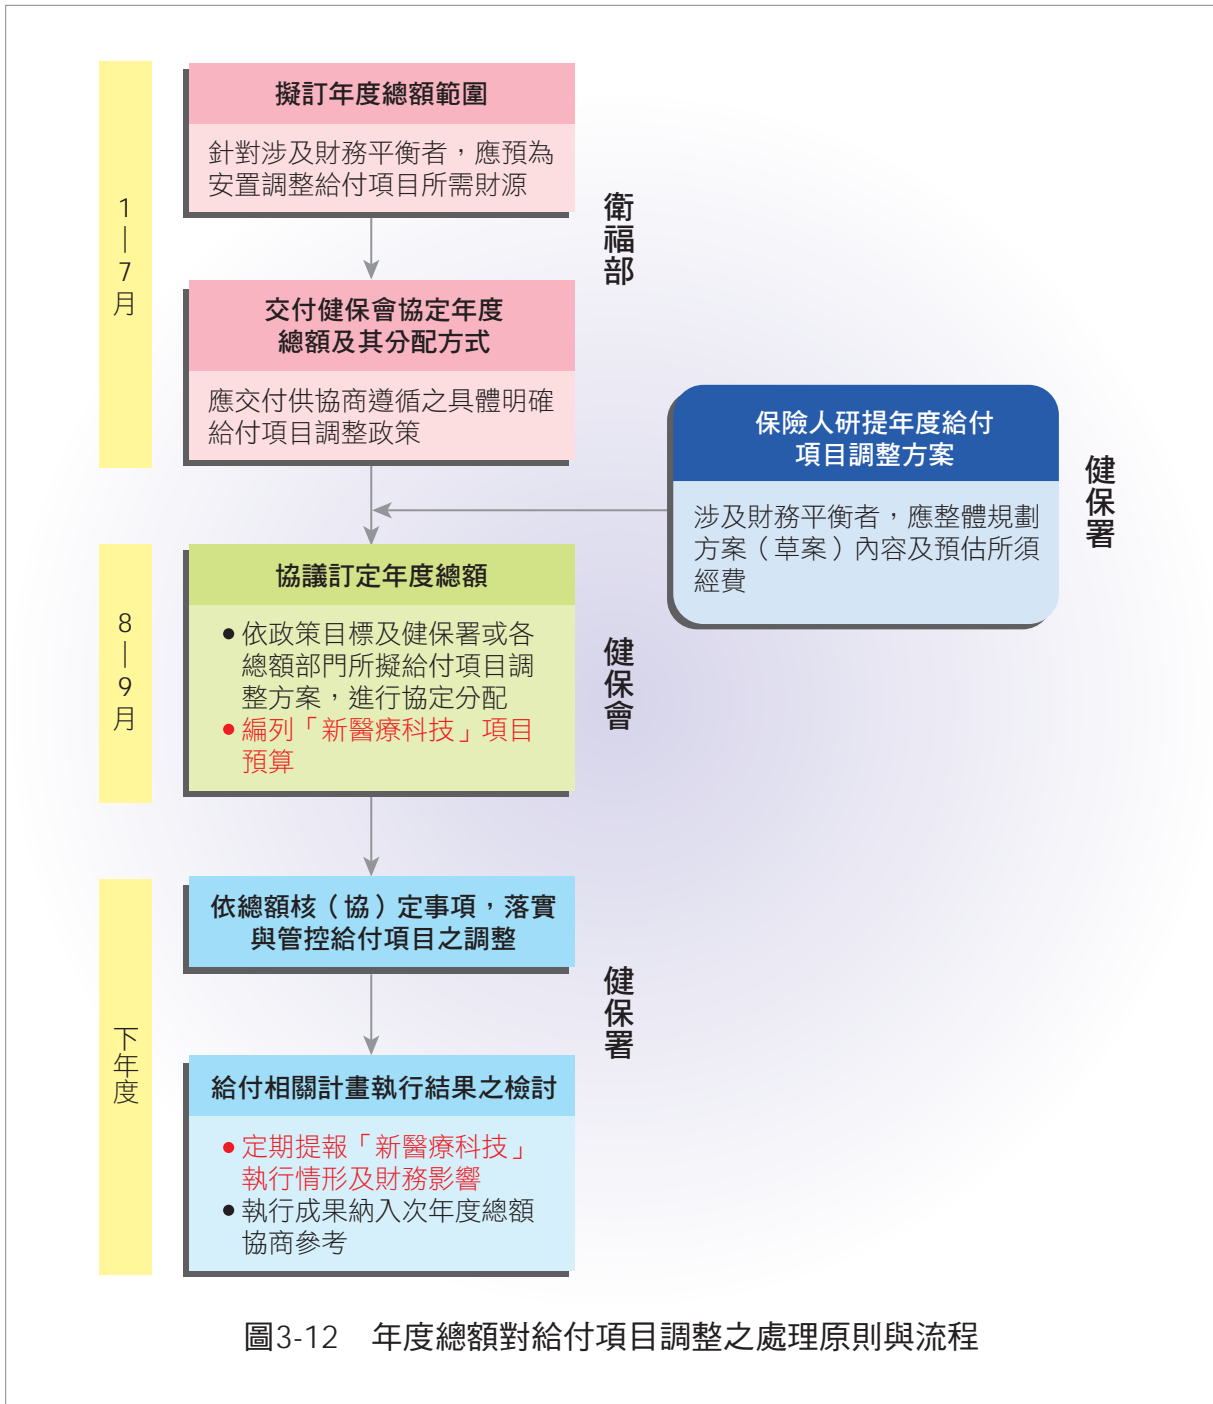 1—7月
擬訂年度總額範圍
針對涉及財務平衡者，應預為
安置調整給付項目所需財源
衛福部
交付健保會協定年度
總額及其分配方式
應交付供協商遵循之具體明確
給付項目調整政策
保險人研提年度給付
項目調整方案
涉及財務平衡者，應整體規劃
方案（草案）內容及預估所須
經費
健保署
8—9月
協議訂定年度總額
●依政策目標及健保署或各
總額部門所擬給付項目調
整方案，進行協定分配
●編列「新醫療科技」項目
預算
健保會
下年度
依總額核（協）定事項，落實
與管控給付項目之調整
健保署
給付相關計畫執行結果之檢討
●定期提報「新醫療科技」
執行情形及財務影響
●執行成果納入次年度總額
協商參考
圖3-12　年度總額對給付項目調整之處理原則與流程